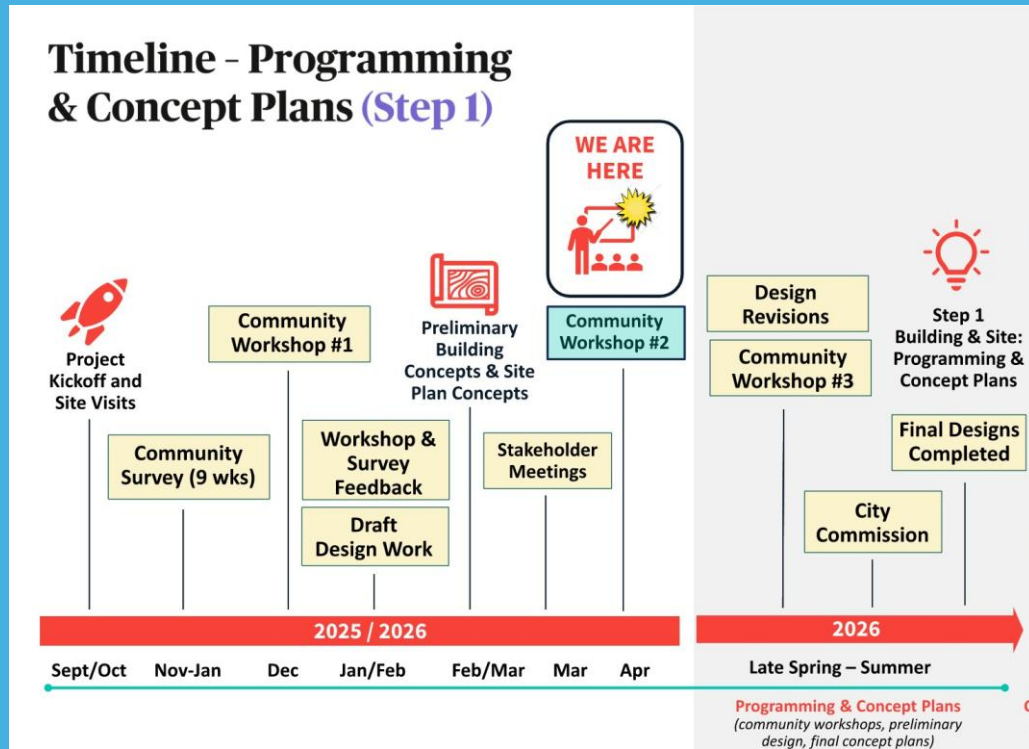 Timeline - Programming
& Concept Plans (Step 1)
WE ARE
HERE
Project
Kickoff and
Site Visits
Community
Survey (9 wks)
Community
Workshop #1
Workshop &
Survey
Feedback
Draft
Design Work
Preliminary
Building
Concepts & Site
Plan Concepts
Stakeholder
Meetings
Community
Workshop #2
Design
Revisions
Community
Workshop #3
City
Commission
Step 1
Building & Site:
Programming &
Concept Plans
Final Designs
Completed
2025 / 2026
2026
Sept/Oct
Nov-Jan
Dec
Jan/Feb
Feb/Mar
Mar
Apr
Late Spring – Summer
Programming & Concept Plans
(community workshops, preliminary
design, final concept plans)